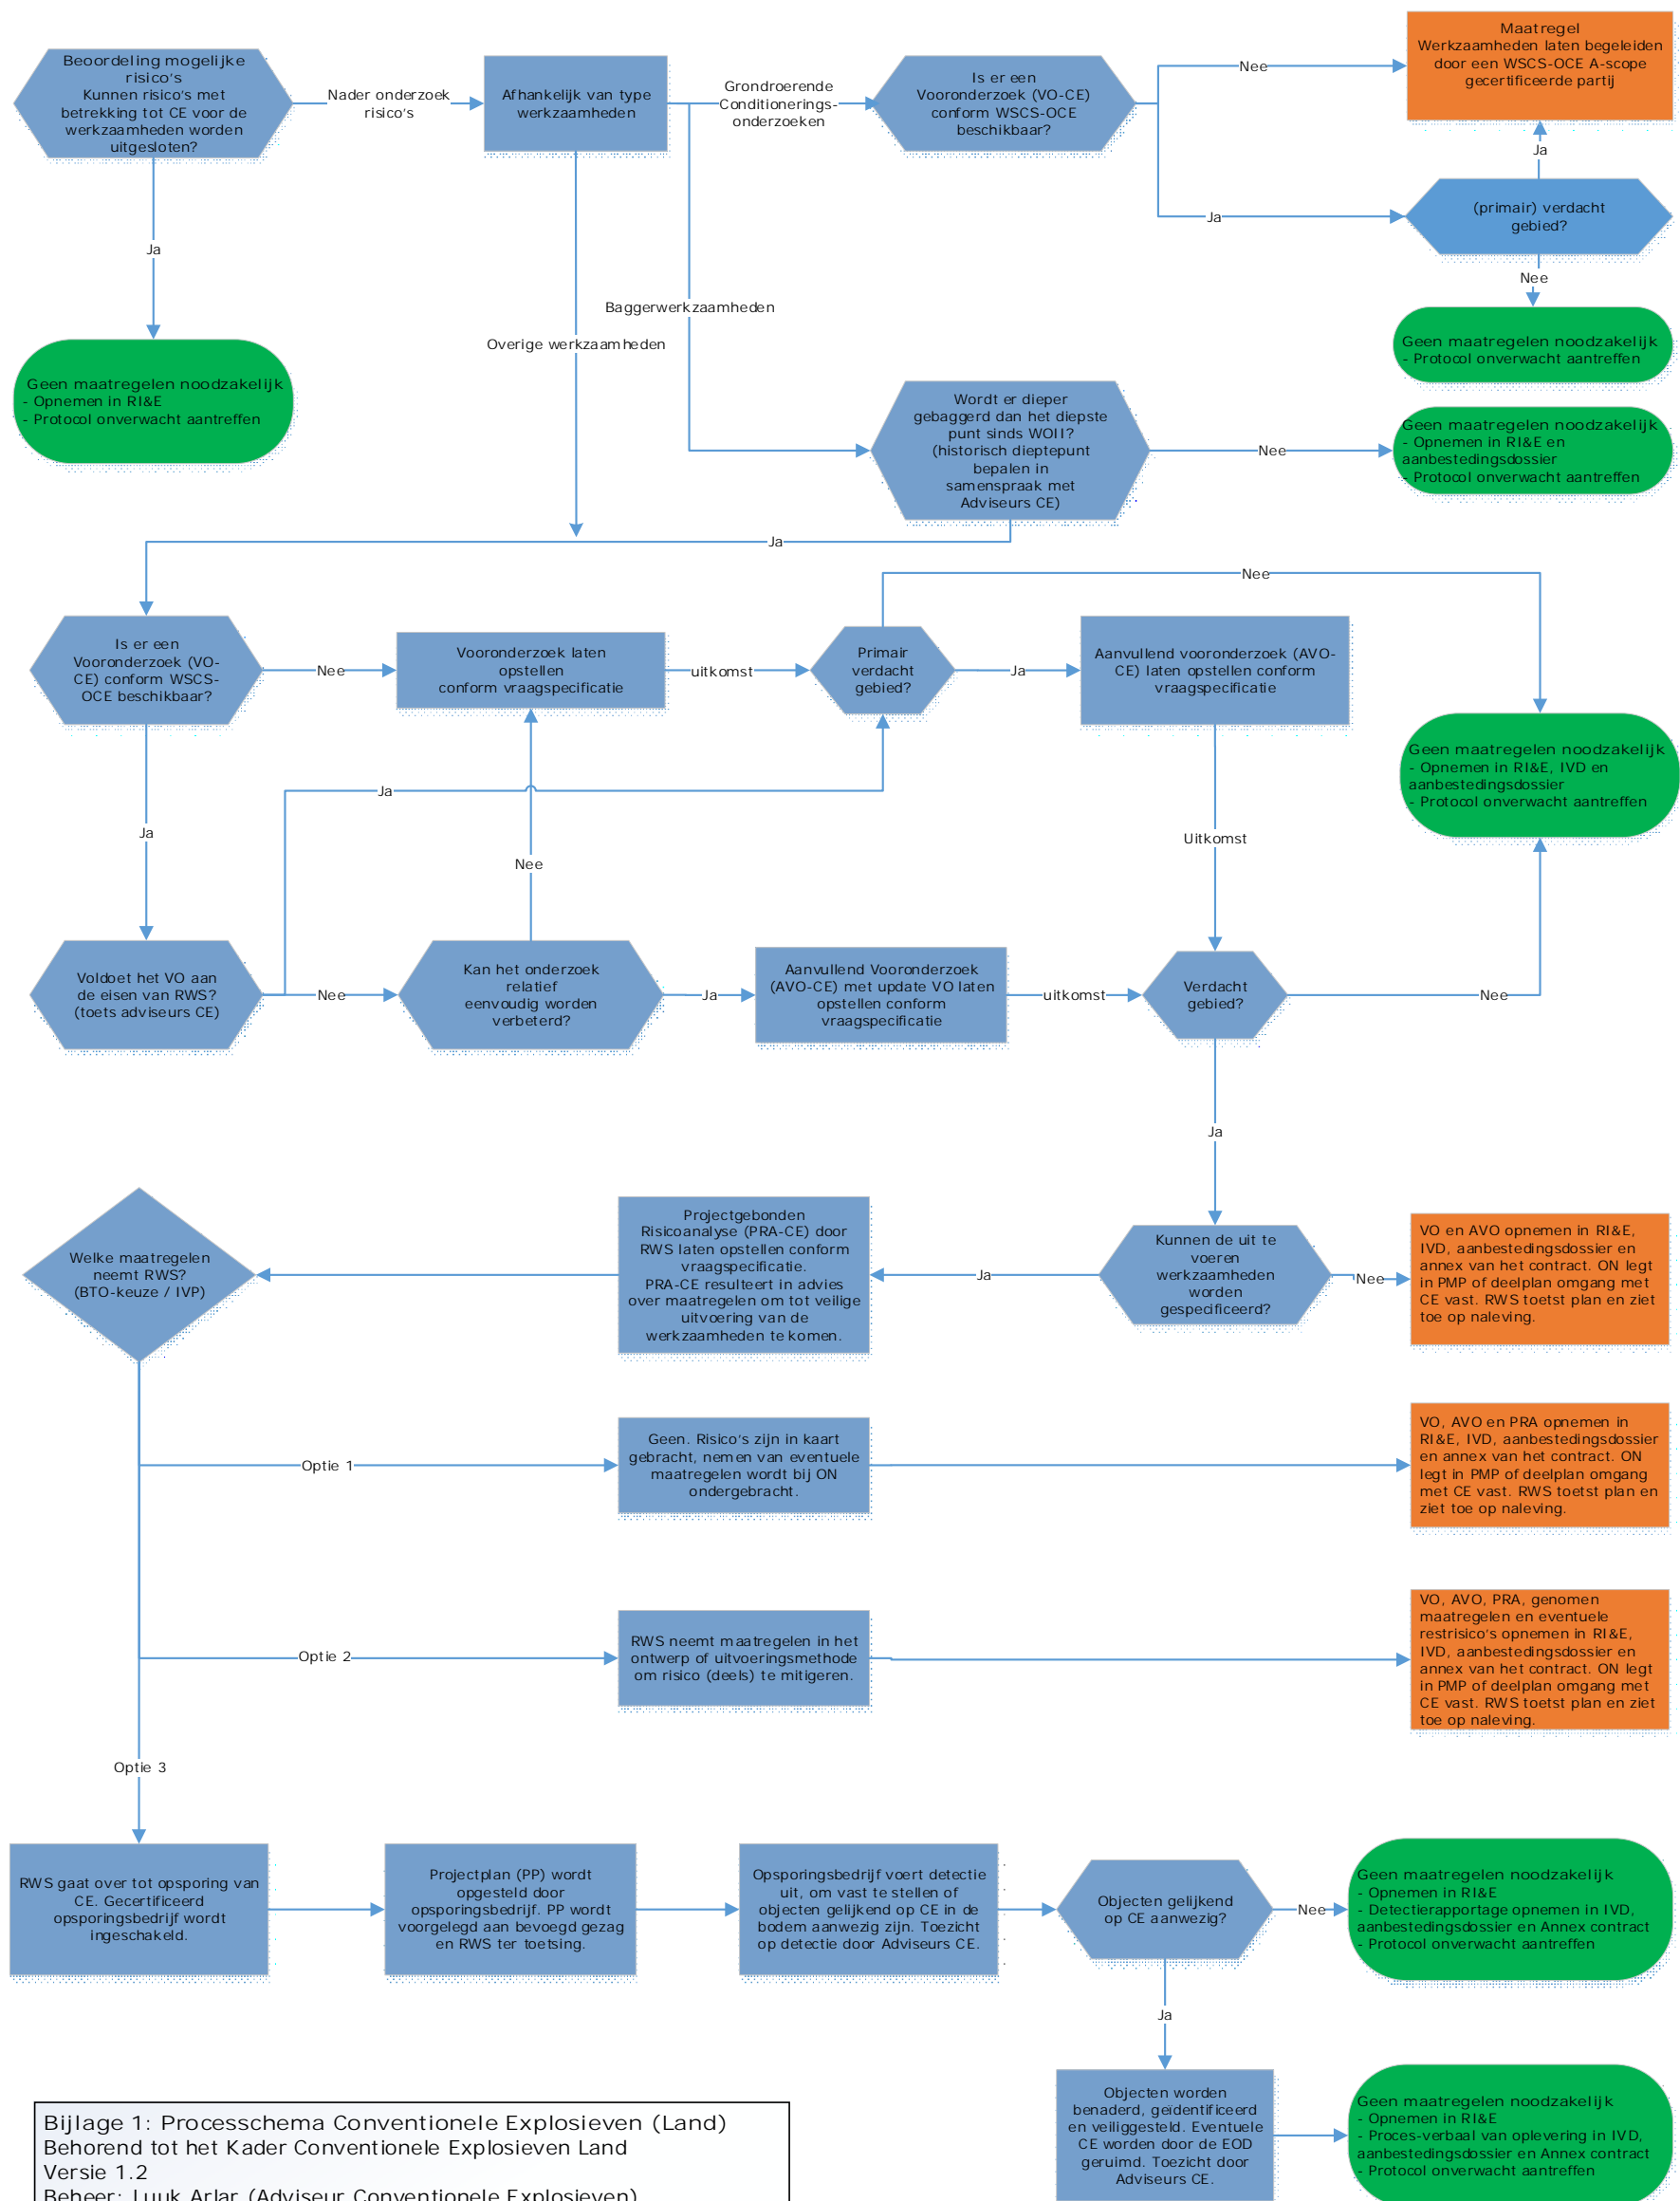 Beoordeling mogelijke
risico's
Kunnen risico's met
betrekking tot CE voor de
werkzaamheden worden
uitgesloten?
Nader onderzoek
risico's
Afhankelijk van type
werkzaamheden
Grondroerende
Conditionerings-
onderzoeken
Is er een
Vooronderzoek (VO-CE)
conform WSCS-OCE
beschikbaar?
Nee
Maatregel
Werkzaamheden laten begeleiden
door een WSCS-OCE A-scope
gecertificeerde partij
Ja
Ja
(primair) verdacht
gebied?
Nee
Geen maatregelen noodzakelijk
- Protocol onverwacht aantreffen
Ja
Geen maatregelen noodzakelijk
- Opnemen in RI&E
- Protocol onverwacht aantreffen
Baggerwerkzaamheden
Overige werkzaamheden
Wordt er dieper
gebaggerd dan het diepste
punt sinds WOII?
(historisch dieptepunt
bepalen in
samenspraak met
Adviseurs CE)
Nee
Geen maatregelen noodzakelijk
- Opnemen in RI&E en
aanbestedingsdossier
- Protocol onverwacht aantreffen
Ja
Is er een
Vooronderzoek (VO-
CE) conform WSCS-
OCE beschikbaar?
Nee
Vooronderzoek laten
opstellen
conform vraagspecificatie
uitkomst
Primair
verdacht
gebied?
Nee
Ja
Aanvullend vooronderzoek (AVO-
CE) laten opstellen conform
vraagspecificatie
Geen maatregelen noodzakelijk
- Opnemen in RI&E, IVD en
aanbestedingsdossier
- Protocol onverwacht aantreffen
Ja
Ja
Nee
Uitkomst
Voldoet het VO aan
de eisen van RWS?
(toets adviseurs CE)
Nee
Kan het onderzoek
relatief
eenvoudig worden
verbeterd?
Ja
Aanvullend Vooronderzoek
(AVO-CE) met update VO laten
opstellen conform
vraagspecificatie
uitkomst
Verdacht
gebied?
Nee
Ja
Welke maatregelen
neemt RWS?
(BTO-keuze / IVP)
Projectgebonden
Risicoanalyse (PRA-CE) door
RWS laten opstellen conform
vraagspecificatie.
PRA-CE resulteert in advies
over maatregelen om tot veilige
uitvoering van de
werkzaamheden te komen.
Ja
Kunnen de uit te
voeren
werkzaamheden
worden
gespecificeerd?
Nee
VO en AVO opnemen in RI&E,
IVD, aanbestedingsdossier en
annex van het contract. ON legt
in PMP of deelplan omgang met
CE vast. RWS toetst plan en ziet
toe op naleving.
Optie 1
Geen. Risico's zijn in kaart
gebracht, nemen van eventuele
maatregelen wordt bij ON
ondergebracht.
VO, AVO en PRA opnemen in
RI&E, IVD, aanbestedingsdossier
en annex van het contract. ON
legt in PMP of deelplan omgang
met CE vast. RWS toetst plan en
ziet toe op naleving.
Optie 2
RWS neemt maatregelen in het
ontwerp of uitvoeringsmethode
om risico (deels) te mitigeren.
VO, AVO, PRA, genomen
maatregelen en eventuele
restrisico's opnemen in RI&E,
IVD, aanbestedingsdossier en
annex van het contract. ON legt
in PMP of deelplan omgang met
CE vast. RWS toetst plan en ziet
toe op naleving.
Optie 3
RWS gaat over tot opsporing van
CE. Gecertificeerd
opsporingsbedrijf wordt
ingeschakeld.
Projectplan (PP) wordt
opgesteld door
opsporingsbedrijf. PP wordt
voorgelegd aan bevoegd gezag
en RWS ter toetsing.
Opsporingsbedrijf voert detectie
uit, om vast te stellen of
objecten gelijkend op CE in de
bodem aanwezig zijn. Toezicht
op detectie door Adviseurs CE.
Objecten gelijkend
op CE aanwezig?
Nee
Geen maatregelen noodzakelijk
- Opnemen in RI&E
- Detectierapportage opnemen in IVD,
aanbestedingsdossier en Annex contract
- Protocol onverwacht aantreffen
Ja
Objecten worden
benaderd, geïdentificeerd
en veiliggesteld. Eventuele
CE worden door de EOD
geruimd. Toezicht door
Adviseurs CE.
Geen maatregelen noodzakelijk
- Opnemen in RI&E
- Proces-verbaal van oplevering in IVD,
aanbestedingsdossier en Annex contract
- Protocol onverwacht aantreffen
Bijlage 1: Processchema Conventionele Explosieven (Land)
Behorend tot het Kader Conventionele Explosieven Land
Versie 1.2
Beheer: Luuk Arlar (Adviseur Conventionele Explosieven)